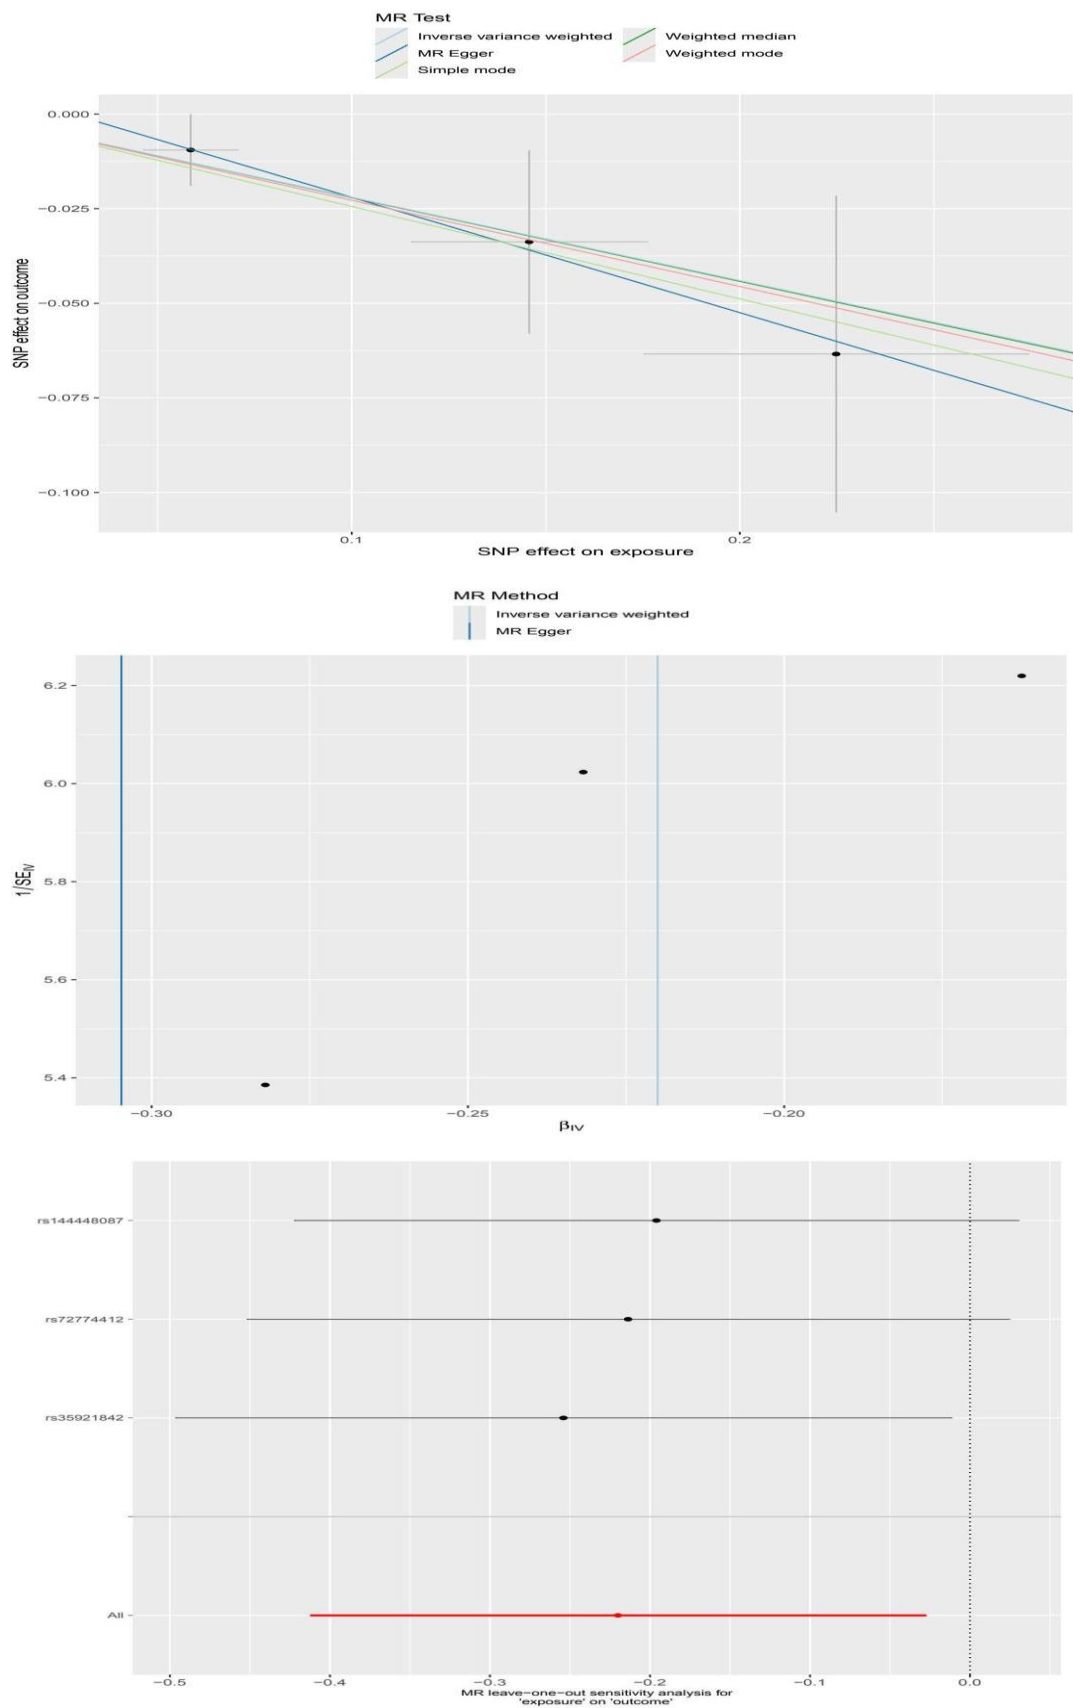 MR Test
Inverse variance weighted
MR Egger
Simple mode
Weighted median
Weighted mode
0.000
−0.025
−0.050
−0.075
−0.100
SNP effect on outcome
0.1
0.2
SNP effect on exposure
MR Method
Inverse variance weighted
MR Egger
6.2
6.0
5.8
5.6
5.4
1/SEIV
−0.30
−0.25
−0.20
βIV
rs144448087
rs72774412
rs35921842
All
−0.5
−0.4
−0.3
−0.2
−0.1
0.0
MR leave−one−out sensitivity analysis for
'exposure' on 'outcome'